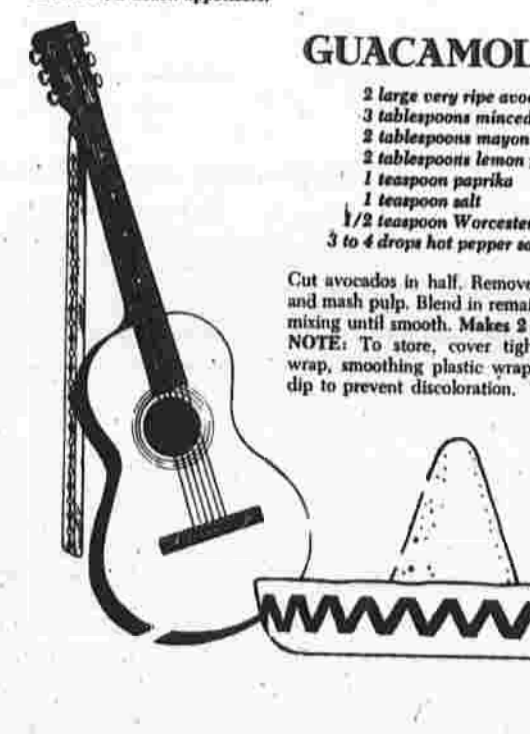 GUACAMOL
2 large very ripe avo
3 tablespoons minced
2 tablespoons mayon
2 tablespoons lemon
1 teaspoon paprika
1 teaspoon salt
1/2 teaspoon Worcester
3 to 4 drops hot pepper
Cut avocados in half. Remove
and mash pulp. Blend in remai
mixing until smooth. Makes 2
NOTE: To store, cover tigh
wrap, smoothing plastic wrap
dip to prevent discoloration.